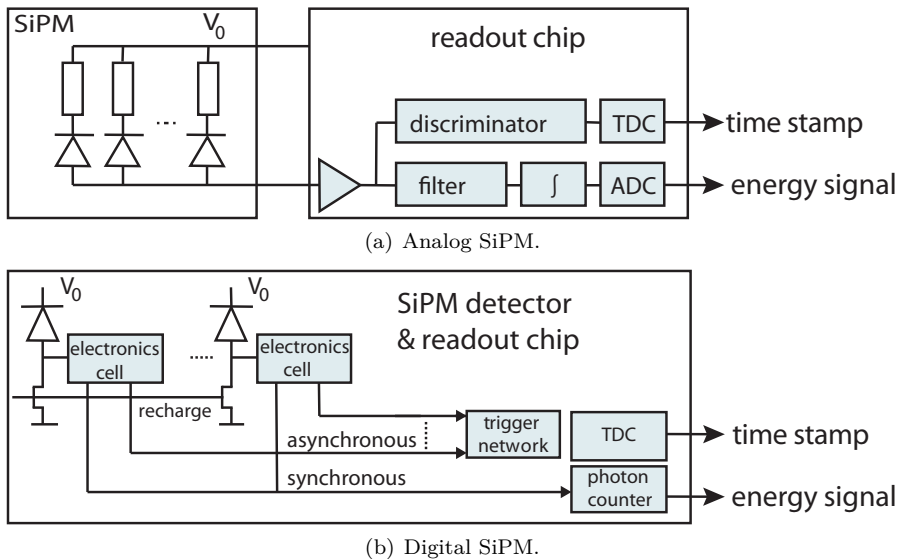 SiPM
V0
readout chip
discriminator
TDC
time stamp
filter
∫
ADC
energy signal
(a) Analog SiPM.
V0
V0
SiPM detector
& readout chip
electronics
cell
electronics
cell
recharge
trigger
network
TDC
time stamp
asynchronous
synchronous
photon
counter
energy signal
(b) Digital SiPM.